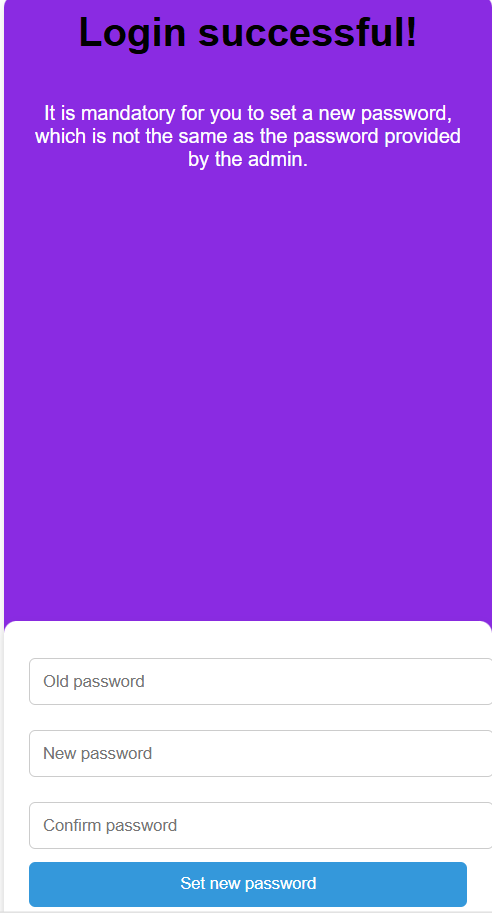 Login successful!
It is mandatory for you to set a new password,
which is not the same as the password provided
by the admin.
Old password
New password
Confirm password
Set new password